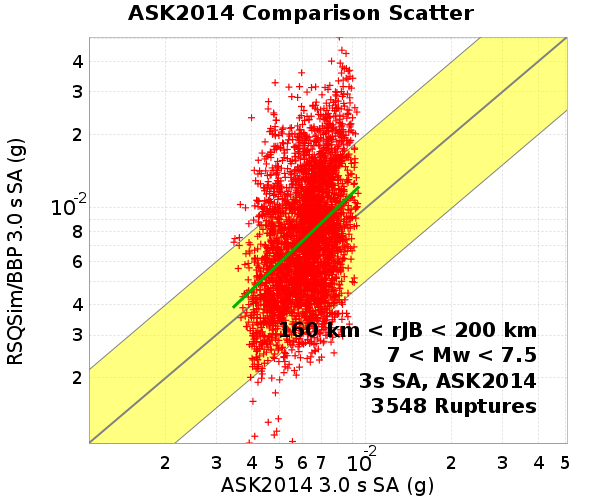 ASK2014 Comparison Scatter
RSQSim/BBP 3.0 s SA (g)
4
3
2
10-2
8
6
4
3
2
160 km < rJB < 200 km
7 < Mw < 7.5
3s SA, ASK2014
3548 Ruptures
2 3 4 5 6 7 10-2 2 3 4 5
ASK2014 3.0 s SA (g)